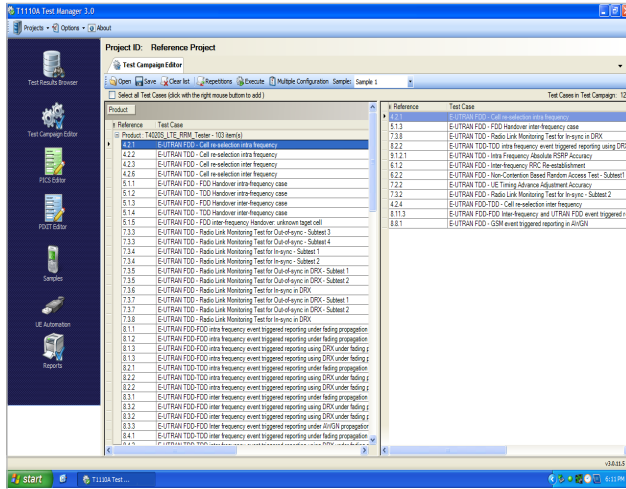 T1110A Test Manager 3.0
Projects Options About
Project ID: Reference Project
Test Campaign Editor
Open Save Clear list Repetitions Execute Multiple Configuration Sample: Sample 1
Select all Test Cases (click with the right mouse button to add ) Test Cases in Test Campaign: 12
Test Results Browser
Test Campaign Editor
PICS Editor
PIXIT Editor
Samples
UE Automation
Reports
Product
Reference Test Case
Product : T4020S_LTE_RRM_Tester - 103 item(s)
4.2.1 E-UTRAN FDD - Cell re-selection intra frequency
4.2.2 E-UTRAN TDD - Cell re-selection intra frequency
4.2.3 E-UTRAN FDD - Cell re-selection inter frequency
4.2.6 E-UTRAN TDD - Cell re-selection inter frequency
5.1.1 E-UTRAN FDD - FDD Handover intra-frequency case
5.1.2 E-UTRAN TDD - TDD Handover intra-frequency case
5.1.3 E-UTRAN FDD - FDD Handover inter-frequency case
5.1.4 E-UTRAN TDD - TDD Handover inter-frequency case
5.1.5 E-UTRAN FDD - FDD inter-frequency Handover: unknown taget cell
7.3.3 E-UTRAN TDD - Radio Link Monitoring Test for Out-of-sync - Subtest 3
7.3.3 E-UTRAN TDD - Radio Link Monitoring Test for Out-of-sync - Subtest 4
7.3.4 E-UTRAN TDD - Radio Link Monitoring Test for In-sync - Subtest 1
7.3.4 E-UTRAN TDD - Radio Link Monitoring Test for In-sync - Subtest 2
7.3.5 E-UTRAN FDD - Radio Link Monitoring Test for Out-of-sync in DRX - Subtest 1
7.3.5 E-UTRAN FDD - Radio Link Monitoring Test for Out-of-sync in DRX - Subtest 2
7.3.6 E-UTRAN FDD - Radio Link Monitoring Test for In-sync in DRX
7.3.7 E-UTRAN TDD - Radio Link Monitoring Test for Out-of-sync in DRX - Subtest 1
7.3.7 E-UTRAN TDD - Radio Link Monitoring Test for Out-of-sync in DRX - Subtest 2
7.3.8 E-UTRAN TDD - Radio Link Monitoring Test for In-sync in DRX
8.1.1 E-UTRAN FDD-FDD intra frequency event triggered reporting under fading propagation
8.1.2 E-UTRAN FDD-FDD intra frequency event triggered reporting under fading propagation
8.1.3 E-UTRAN FDD-FDD intra frequency event triggered reporting using DRX under fading p
8.1.3 E-UTRAN FDD-FDD intra frequency event triggered reporting using DRX under fading p
8.2.1 E-UTRAN TDD-TDD intra frequency event triggered reporting under fading propagation
8.2.2 E-UTRAN TDD-TDD intra frequency event triggered reporting using DRX under fading p
8.2.2 E-UTRAN TDD-TDD intra frequency event triggered reporting using DRX under fading p
8.3.1 E-UTRAN FDD-FDD inter frequency event triggered reporting under fading propagation
8.3.2 E-UTRAN FDD-FDD inter frequency event triggered reporting using DRX under fading p
8.3.2 E-UTRAN FDD-FDD inter frequency event triggered reporting using DRX under fading p
8.3.3 E-UTRAN FDD-FDD inter frequency event triggered reporting under AWGN propagation
8.4.1 E-UTRAN TDD-TDD inter frequency event triggered reporting under fading propagation
Reference Test Case
4.2.1 E-UTRAN FDD - Cell re-selection intra frequency
5.1.3 E-UTRAN FDD - FDD Handover inter-frequency case
7.3.8 E-UTRAN TDD - Radio Link Monitoring Test for In-sync in DRX
8.2.2 E-UTRAN TDD-TDD intra frequency event triggered reporting using DRX
9.1.2.1 E-UTRAN TDD - Intra Frequency Absolute RSRP Accuracy
6.1.2 E-UTRAN FDD - Inter-frequency RRC Re-establishment
6.2.2 E-UTRAN FDD - Non-Contention Based Random Access Test - Subtest1
7.2.2 E-UTRAN TDD - UE Timing Advance Adjustment Accuracy
7.3.2 E-UTRAN FDD - Radio Link Monitoring Test for In-sync - Subtest 2
4.2.4 E-UTRAN FDD-TDD - Cell re-selection inter frequency
8.11.3 E-UTRAN FDD-FDD Inter-frequency and UTRAN FDD event triggered r
8.8.1 E-UTRAN FDD - GSM event triggered reporting in AWGN
v3.0.11.5
start T1110A Test ... 6:11 PM